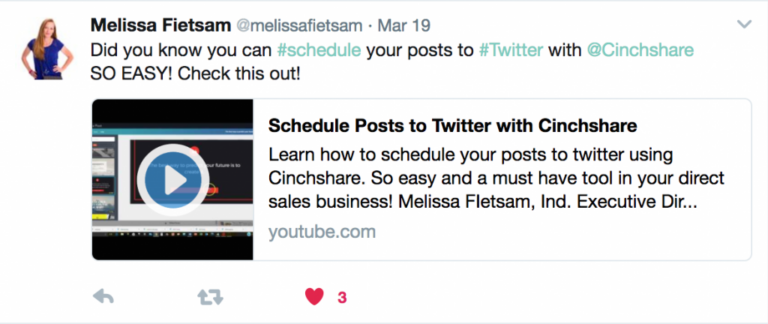 Melissa Fietsam @melissafietsam · Mar 19
Did you know you can #schedule your posts to #Twitter with @Cinchshare
SO EASY! Check this out!
Schedule Posts to Twitter with Cinchshare
Learn how to schedule your posts to twitter using
Cinchshare. So easy and a must have tool in your direct
sales business! Melissa FIetsam, Ind. Executive Dir...
youtube.com
3